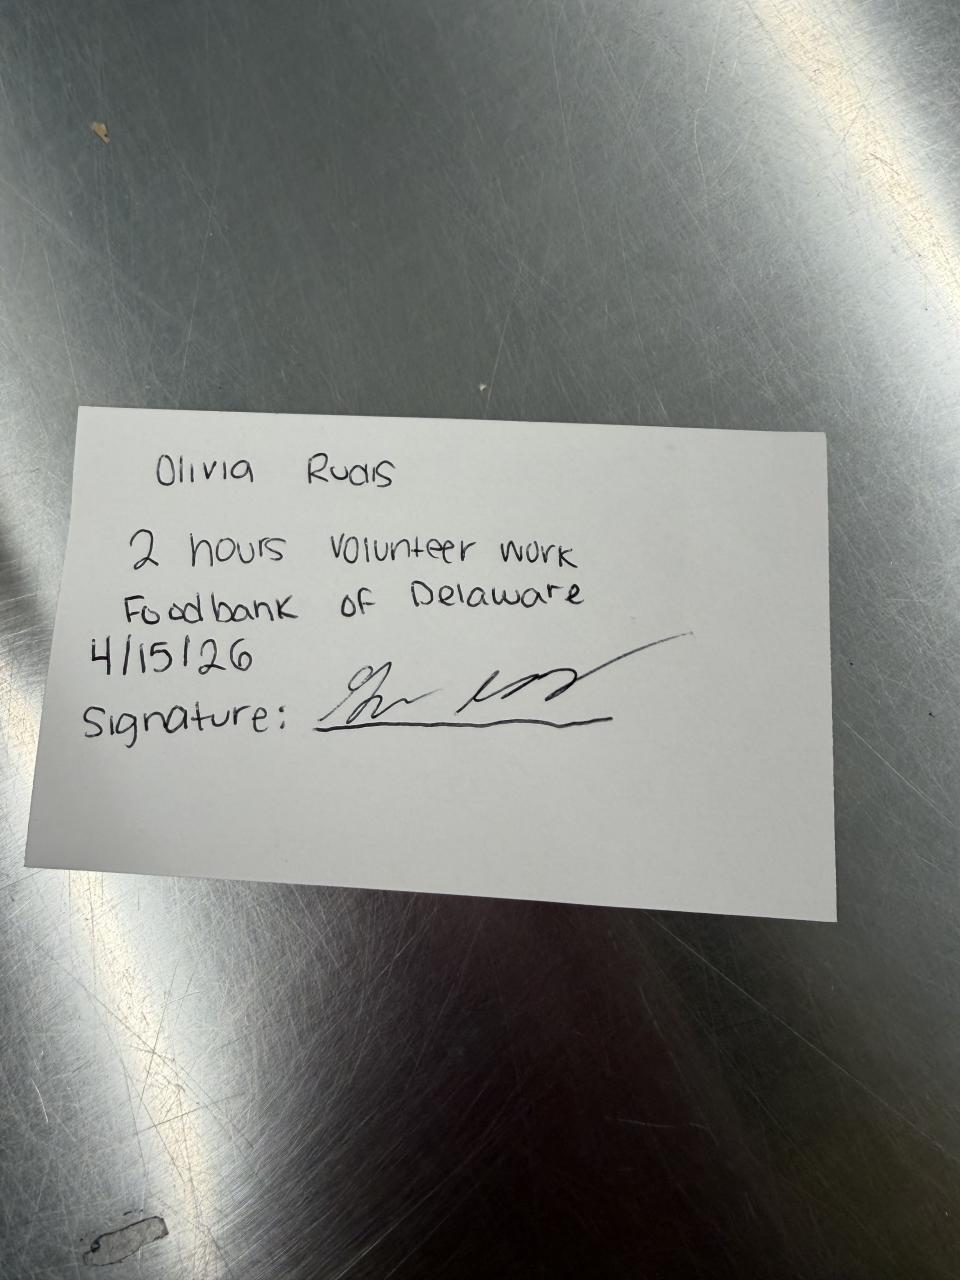 Olivia Ruais
2 hours volunteer work
Foodbank of Delaware
4/15/26
Signature: